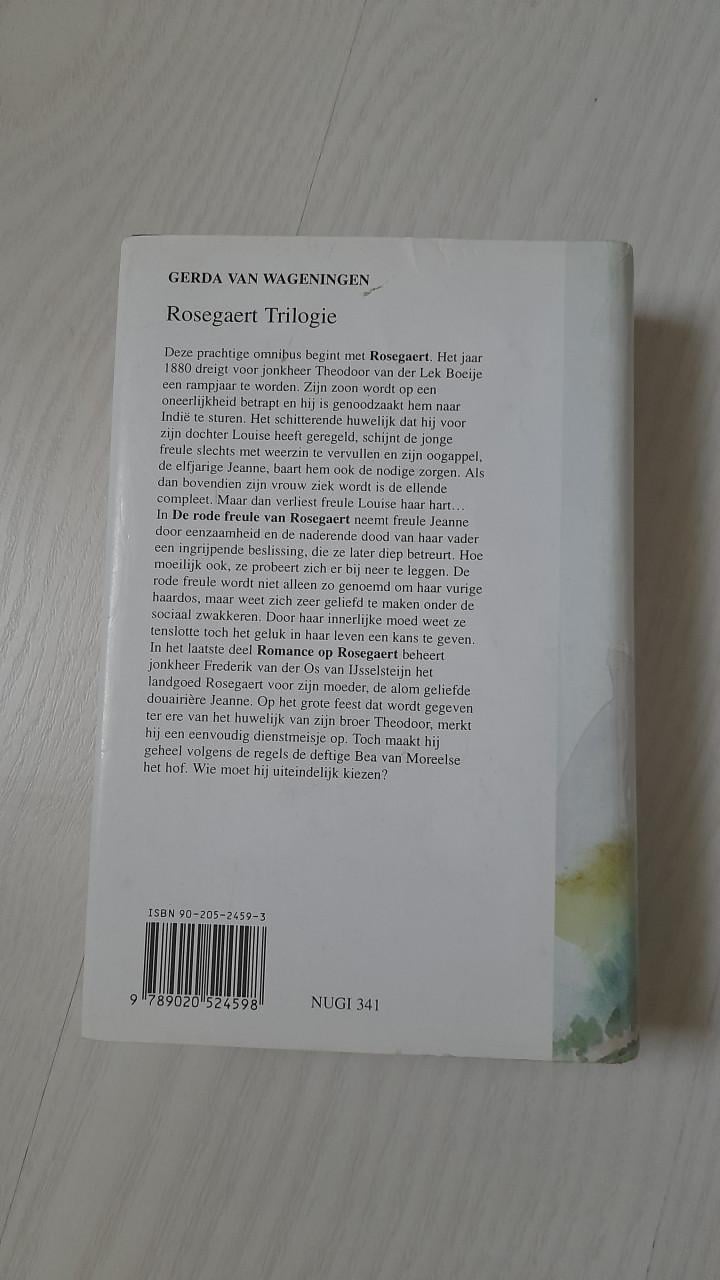 GERDA VAN WAGENINGEN
Rosegaert Trilogie
Deze prachtige omnibus begint met Rosegaert. Het jaar
1880 dreigt voor jonkheer Theodoor van der Lek Boeije
een rampjaar te worden. Zijn zoon wordt op een
oneerlijkheid betrapt en hij is genoodzaakt hem naar
Indië te sturen. Het schitterende huwelijk dat hij voor
zijn dochter Louise heeft geregeld, schijnt de jonge
freule slechts met weerzin te vervullen en zijn oogappel,
de elfjarige Jeanne, baart hem ook de nodige zorgen. Als
dan bovendien zijn vrouw ziek wordt is de ellende
compleet. Maar dan verliest freule Louise haar hart...
In De rode freule van Rosegaert neemt freule Jeanne
door eenzaamheid en de naderende dood van haar vader
een ingrijpende beslissing, die ze later diep betreurt. Hoe
moeilijk ook, ze probeert zich er bij neer te leggen. De
rode freule wordt niet alleen zo genoemd om haar vurige
haardos, maar weet zich zeer geliefd te maken onder de
sociaal zwakkeren. Door haar innerlijke moed weet ze
tenslotte toch het geluk in haar leven een kans te geven.
In het laatste deel Romance op Rosegaert beheert
jonkheer Frederik van der Os van IJsselsteijn het
landgoed Rosegaert voor zijn moeder, de alom geliefde
douairière Jeanne. Op het grote feest dat wordt gegeven
ter ere van het huwelijk van zijn broer Theodoor, merkt
hij een eenvoudig dienstmeisje op. Toch maakt hij
geheel volgens de regels de deftige Bea van Moreelse
het hof. Wie moet hij uiteindelijk kiezen?
ISBN 90-205-2459-3
9 789020 524598
NUGI 341